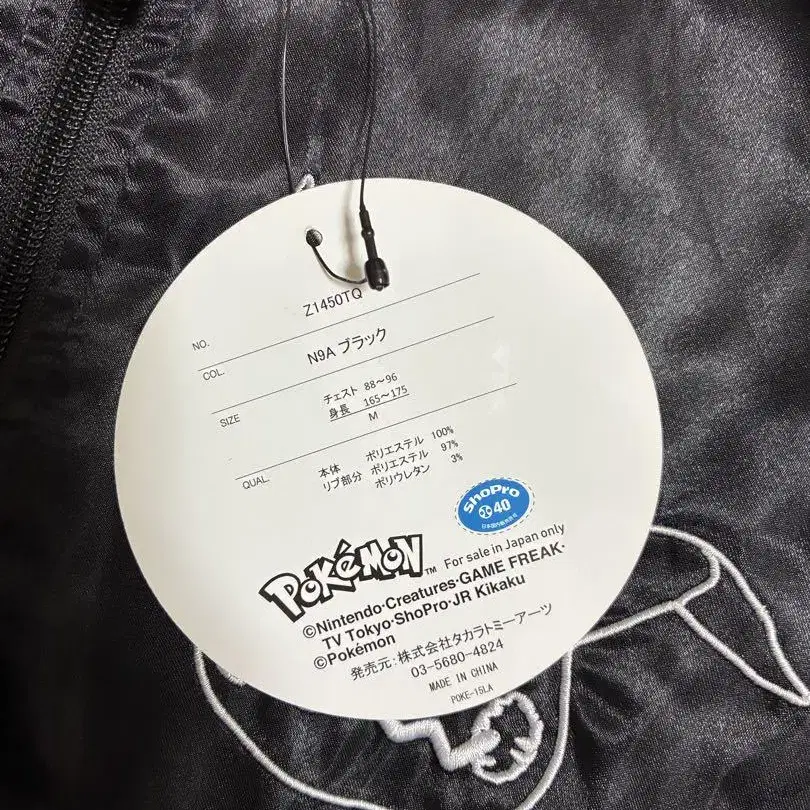 NO. Z1450TQ
COL. N9A ブラック
SIZE チェスト 88～96
身長 165～175
M
QUAL. 本体 ポリエステル 100%
リブ部分 ポリエステル 97%
ポリウレタン 3%
ShoPro
40
POKéMON™ For sale in Japan only
©Nintendo·Creatures·GAME FREAK·
TV Tokyo·ShoPro·JR Kikaku
©Pokémon
発売元:株式会社タカラトミーアーツ
03-5680-4824
MADE IN CHINA
POKE-15LA